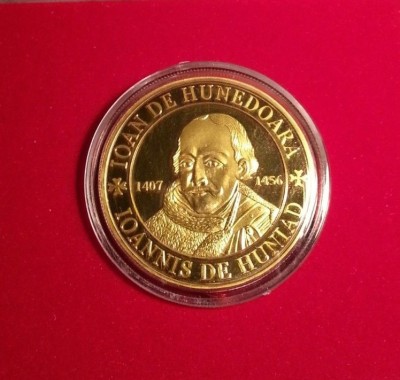 IOAN DE HUNEDOARA
1407 1456
IOANNIS DE HUNIAD